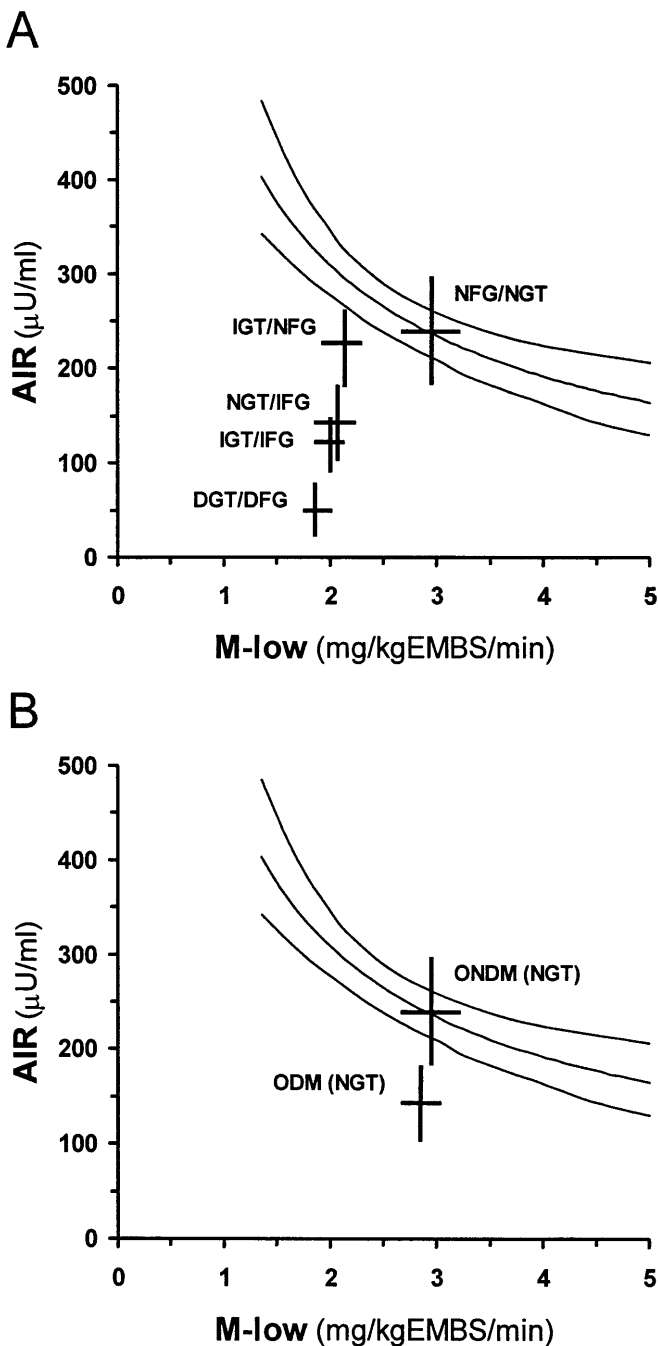 A
500
400
300
200
100
0
AIR (μU/ml)
NFG/NGT
IGT/NFG
NGT/IFG
IGT/IFG
DGT/DFG
0 1 2 3 4 5
M-low (mg/kgEMBS/min)
B
500
400
300
200
100
0
AIR (μU/ml)
ONDM (NGT)
ODM (NGT)
0 1 2 3 4 5
M-low (mg/kgEMBS/min)